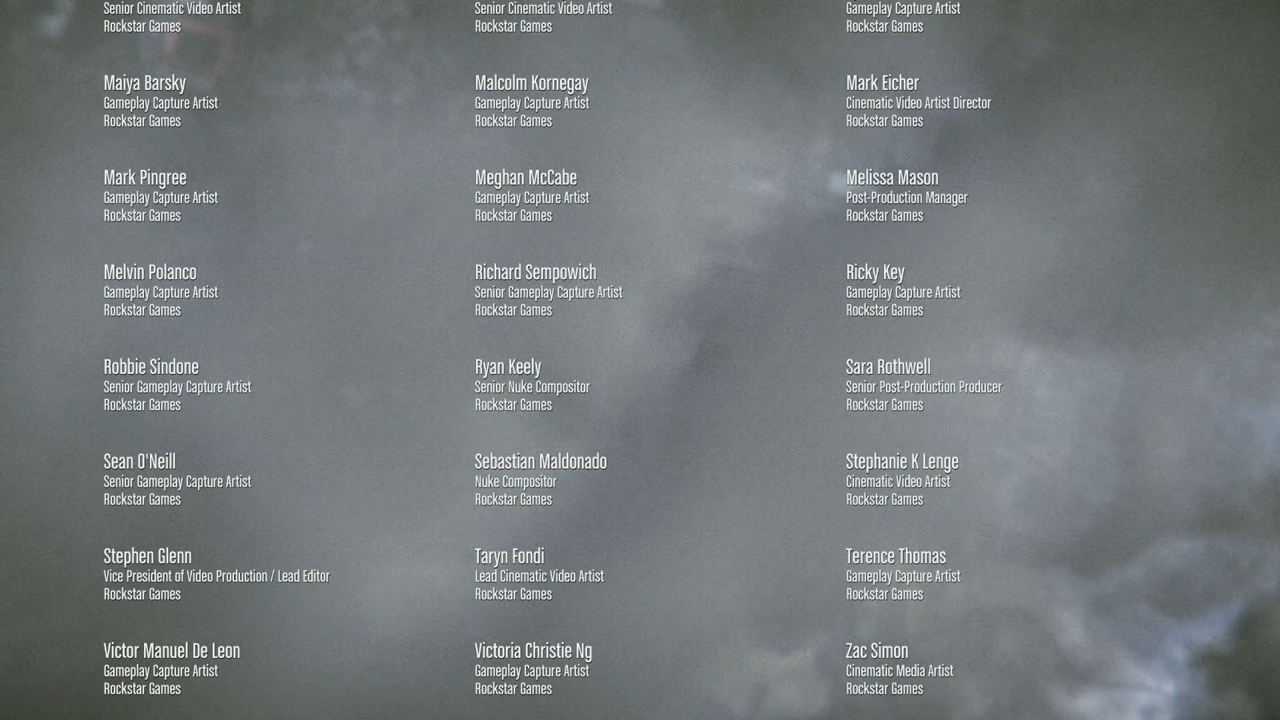 Senior Cinematic Video Artist
Rockstar Games
Senior Cinematic Video Artist
Rockstar Games
Gameplay Capture Artist
Rockstar Games
Maiya Barsky
Gameplay Capture Artist
Rockstar Games
Malcolm Kornegay
Gameplay Capture Artist
Rockstar Games
Mark Eicher
Cinematic Video Artist Director
Rockstar Games
Mark Pingree
Gameplay Capture Artist
Rockstar Games
Meghan McCabe
Gameplay Capture Artist
Rockstar Games
Melissa Mason
Post-Production Manager
Rockstar Games
Melvin Polanco
Gameplay Capture Artist
Rockstar Games
Richard Sempowich
Senior Gameplay Capture Artist
Rockstar Games
Ricky Key
Gameplay Capture Artist
Rockstar Games
Robbie Sindone
Senior Gameplay Capture Artist
Rockstar Games
Ryan Keely
Senior Nuke Compositor
Rockstar Games
Sara Rothwell
Senior Post-Production Producer
Rockstar Games
Sean O'Neill
Senior Gameplay Capture Artist
Rockstar Games
Sebastian Maldonado
Nuke Compositor
Rockstar Games
Stephanie K Lenge
Cinematic Video Artist
Rockstar Games
Stephen Glenn
Vice President of Video Production / Lead Editor
Rockstar Games
Taryn Fondi
Lead Cinematic Video Artist
Rockstar Games
Terence Thomas
Gameplay Capture Artist
Rockstar Games
Victor Manuel De Leon
Gameplay Capture Artist
Rockstar Games
Victoria Christie Ng
Gameplay Capture Artist
Rockstar Games
Zac Simon
Cinematic Media Artist
Rockstar Games